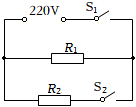 220V S₁
R₁
R₂ S₂